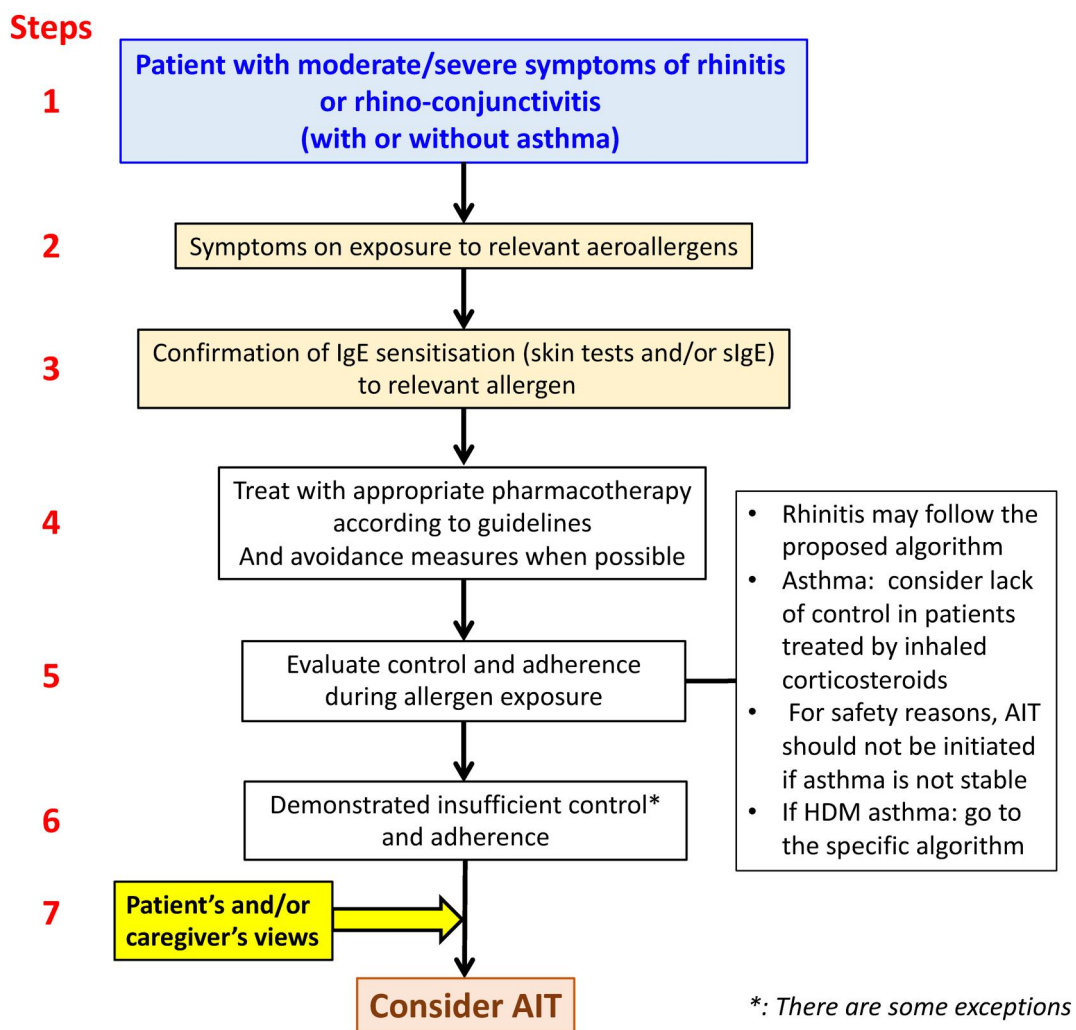 Steps
1
Patient with moderate/severe symptoms of rhinitis
or rhino-conjunctivitis
(with or without asthma)
2
Symptoms on exposure to relevant aeroallergens
3
Confirmation of IgE sensitisation (skin tests and/or sIgE)
to relevant allergen
4
Treat with appropriate pharmacotherapy
according to guidelines
And avoidance measures when possible
5
Evaluate control and adherence
during allergen exposure
• Rhinitis may follow the
proposed algorithm
• Asthma: consider lack
of control in patients
treated by inhaled
corticosteroids
• For safety reasons, AIT
should not be initiated
if asthma is not stable
• If HDM asthma: go to
the specific algorithm
6
Demonstrated insufficient control*
and adherence
7
Patient’s and/or
caregiver’s views
Consider AIT
*: There are some exceptions